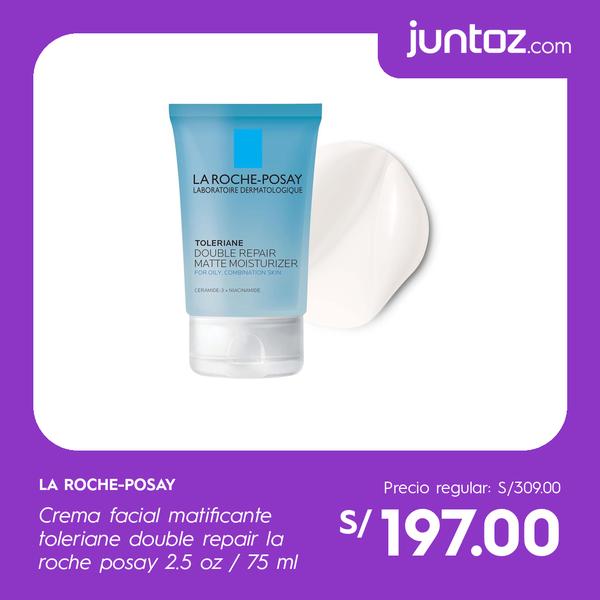 juntoz.com
LA ROCHE-POSAY
LABORATOIRE DERMATOLOGIQUE
TOLERIANE
DOUBLE REPAIR
MATTE MOISTURIZER
FOR OILY, COMBINATION SKIN
CERAMIDE-3 + NIACINAMIDE
LA ROCHE-POSAY
Crema facial matificante
toleriane double repair la
roche posay 2.5 oz / 75 ml
Precio regular: S/309.00
S/197.00